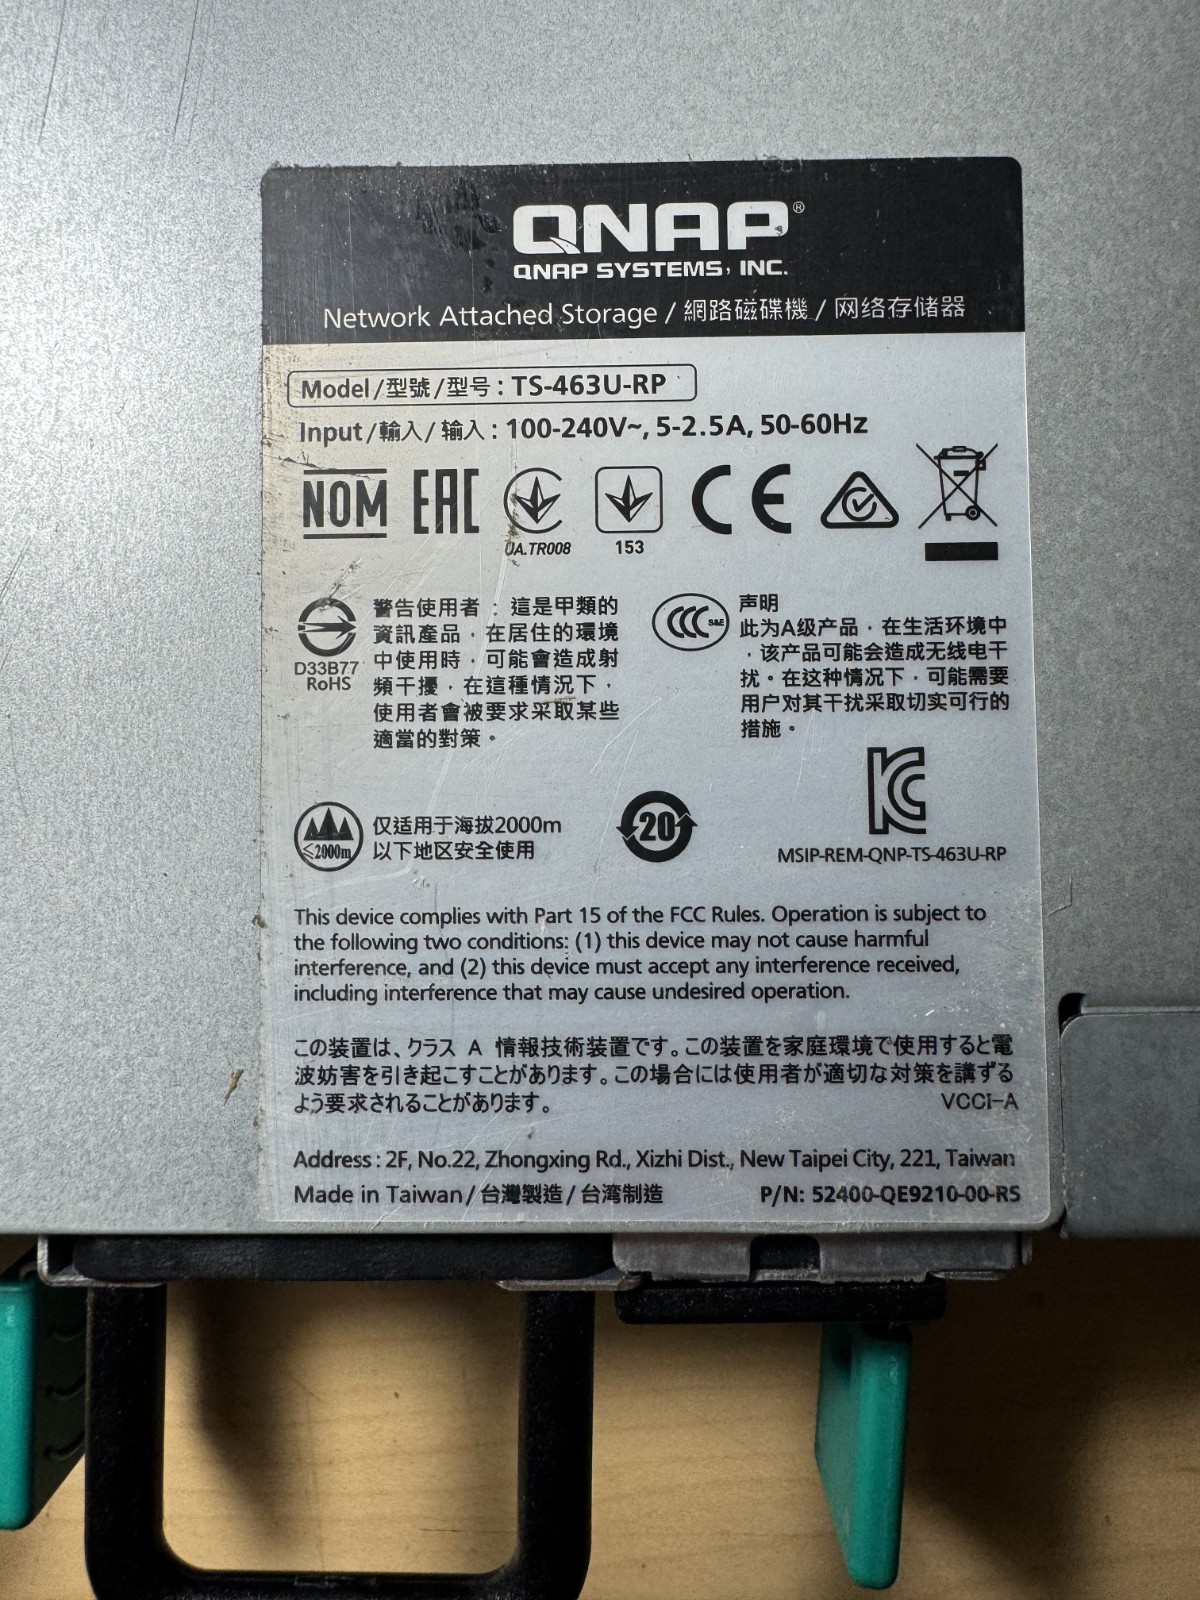 QNAP®
QNAP SYSTEMS, INC.
Network Attached Storage / 網路磁碟機 / 网络存储器
Model/型號/型号: TS-463U-RP
Input/輸入/输入: 100-240V~, 5-2.5A, 50-60Hz
NOM EAC CE
UA.TR008 153
D33B77
RoHS
警告使用者：這是甲類的
資訊產品，在居住的環境
中使用時，可能會造成射
頻干擾，在這種情況下，
使用者會被要求採取某些
適當的對策。
CCC S&E
声明
此为A级产品，在生活环境中
，该产品可能会造成无线电干
扰。在这种情况下，可能需要
用户对其干扰采取切实可行的
措施。
≤2000m
仅适用于海拔2000m
以下地区安全使用
20
KC
MSIP-REM-QNP-TS-463U-RP
This device complies with Part 15 of the FCC Rules. Operation is subject to
the following two conditions: (1) this device may not cause harmful
interference, and (2) this device must accept any interference received,
including interference that may cause undesired operation.
この装置は、クラス A 情報技術装置です。この装置を家庭環境で使用すると電
波妨害を引き起こすことがあります。この場合には使用者が適切な対策を講ずる
よう要求されることがあります。 VCCI-A
Address : 2F, No.22, Zhongxing Rd., Xizhi Dist., New Taipei City, 221, Taiwan
Made in Taiwan / 台灣製造 / 台湾制造 P/N: 52400-QE9210-00-RS